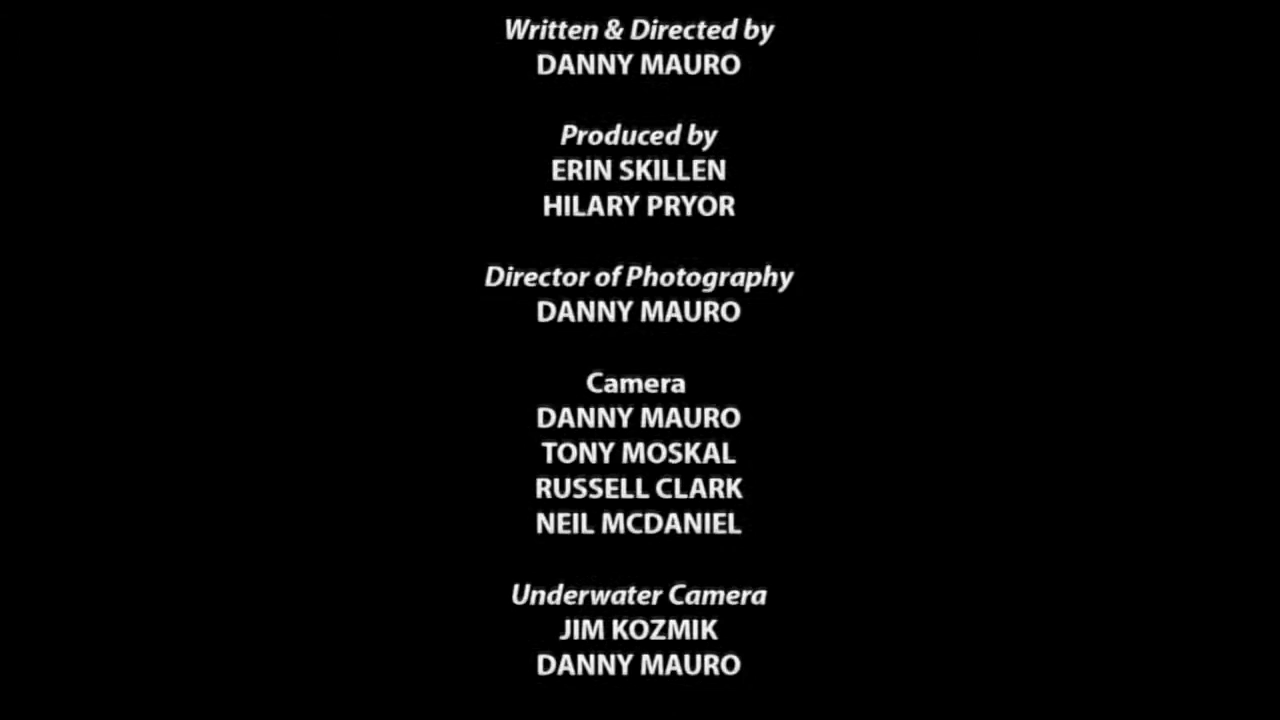 Written & Directed by
DANNY MAURO
Produced by
ERIN SKILLEN
HILARY PRYOR
Director of Photography
DANNY MAURO
Camera
DANNY MAURO
TONY MOSKAL
RUSSELL CLARK
NEIL MCDANIEL
Underwater Camera
JIM KOZMIK
DANNY MAURO